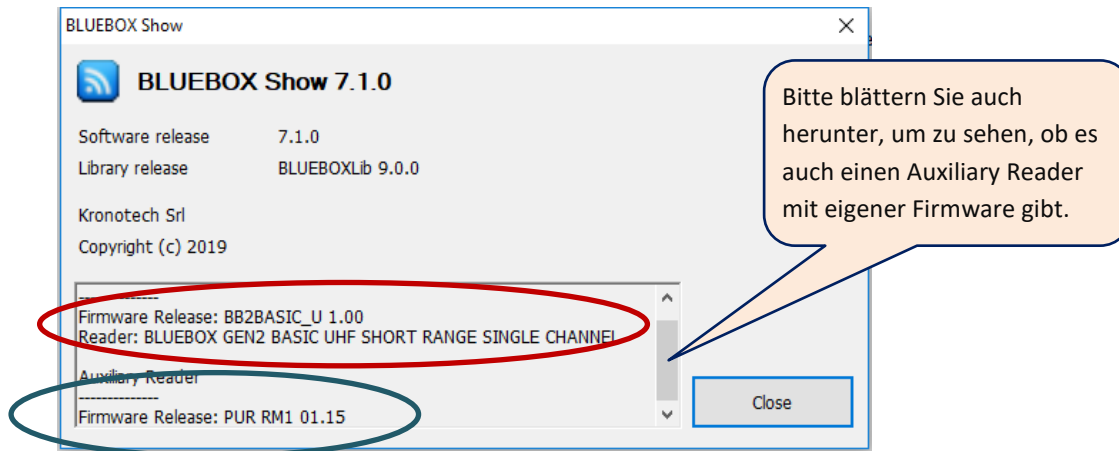 BLUEBOX Show
BLUEBOX Show 7.1.0
Software release 7.1.0
Library release BLUEBOXLib 9.0.0
Kronotech Srl
Copyright (c) 2019
--------------
Firmware Release: BB2BASIC_U 1.00
Reader: BLUEBOX GEN2 BASIC UHF SHORT RANGE SINGLE CHANNEL
Auxiliary Reader
--------------
Firmware Release: PUR RM1 01.15
Close
Bitte blättern Sie auch
herunter, um zu sehen, ob es
auch einen Auxiliary Reader
mit eigener Firmware gibt.